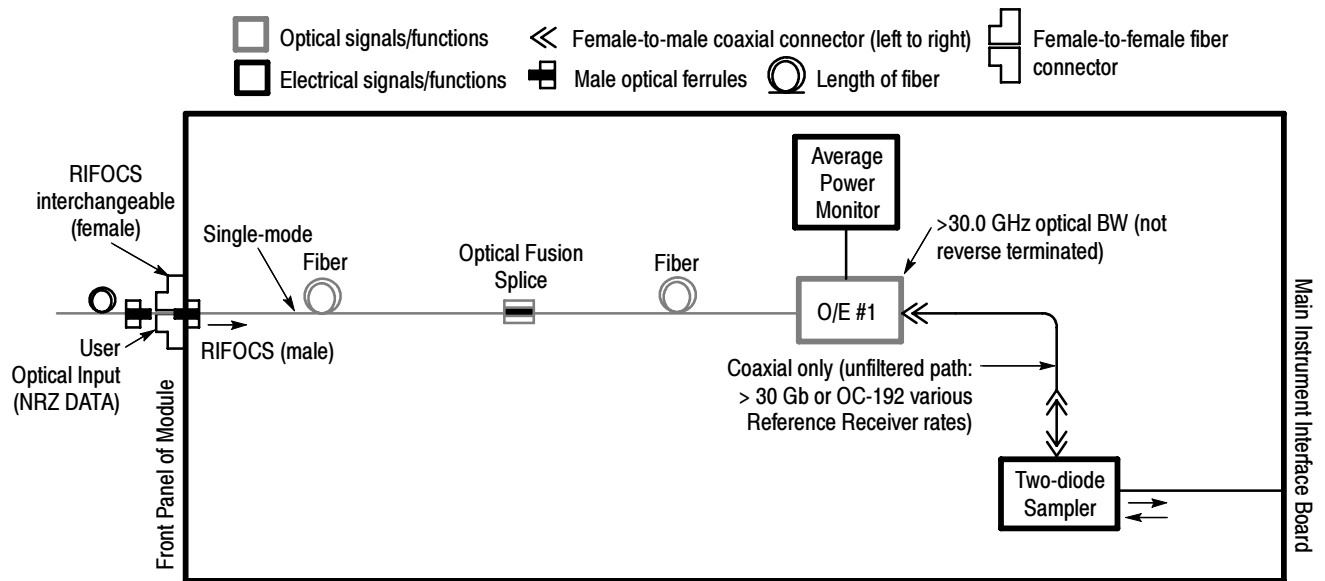 Optical signals/functions
Female-to-male coaxial connector (left to right)
Female-to-female fiber
connector
Electrical signals/functions
Male optical ferrules
Length of fiber
RIFOCS
interchangeable
(female)
Single-mode
Fiber
Optical Fusion
Splice
Fiber
Average
Power
Monitor
>30.0 GHz optical BW (not
reverse terminated)
O/E #1
User
Optical Input
(NRZ DATA)
RIFOCS (male)
Front Panel of Module
Coaxial only (unfiltered path:
> 30 Gb or OC-192 various
Reference Receiver rates)
Two-diode
Sampler
Main Instrument Interface Board